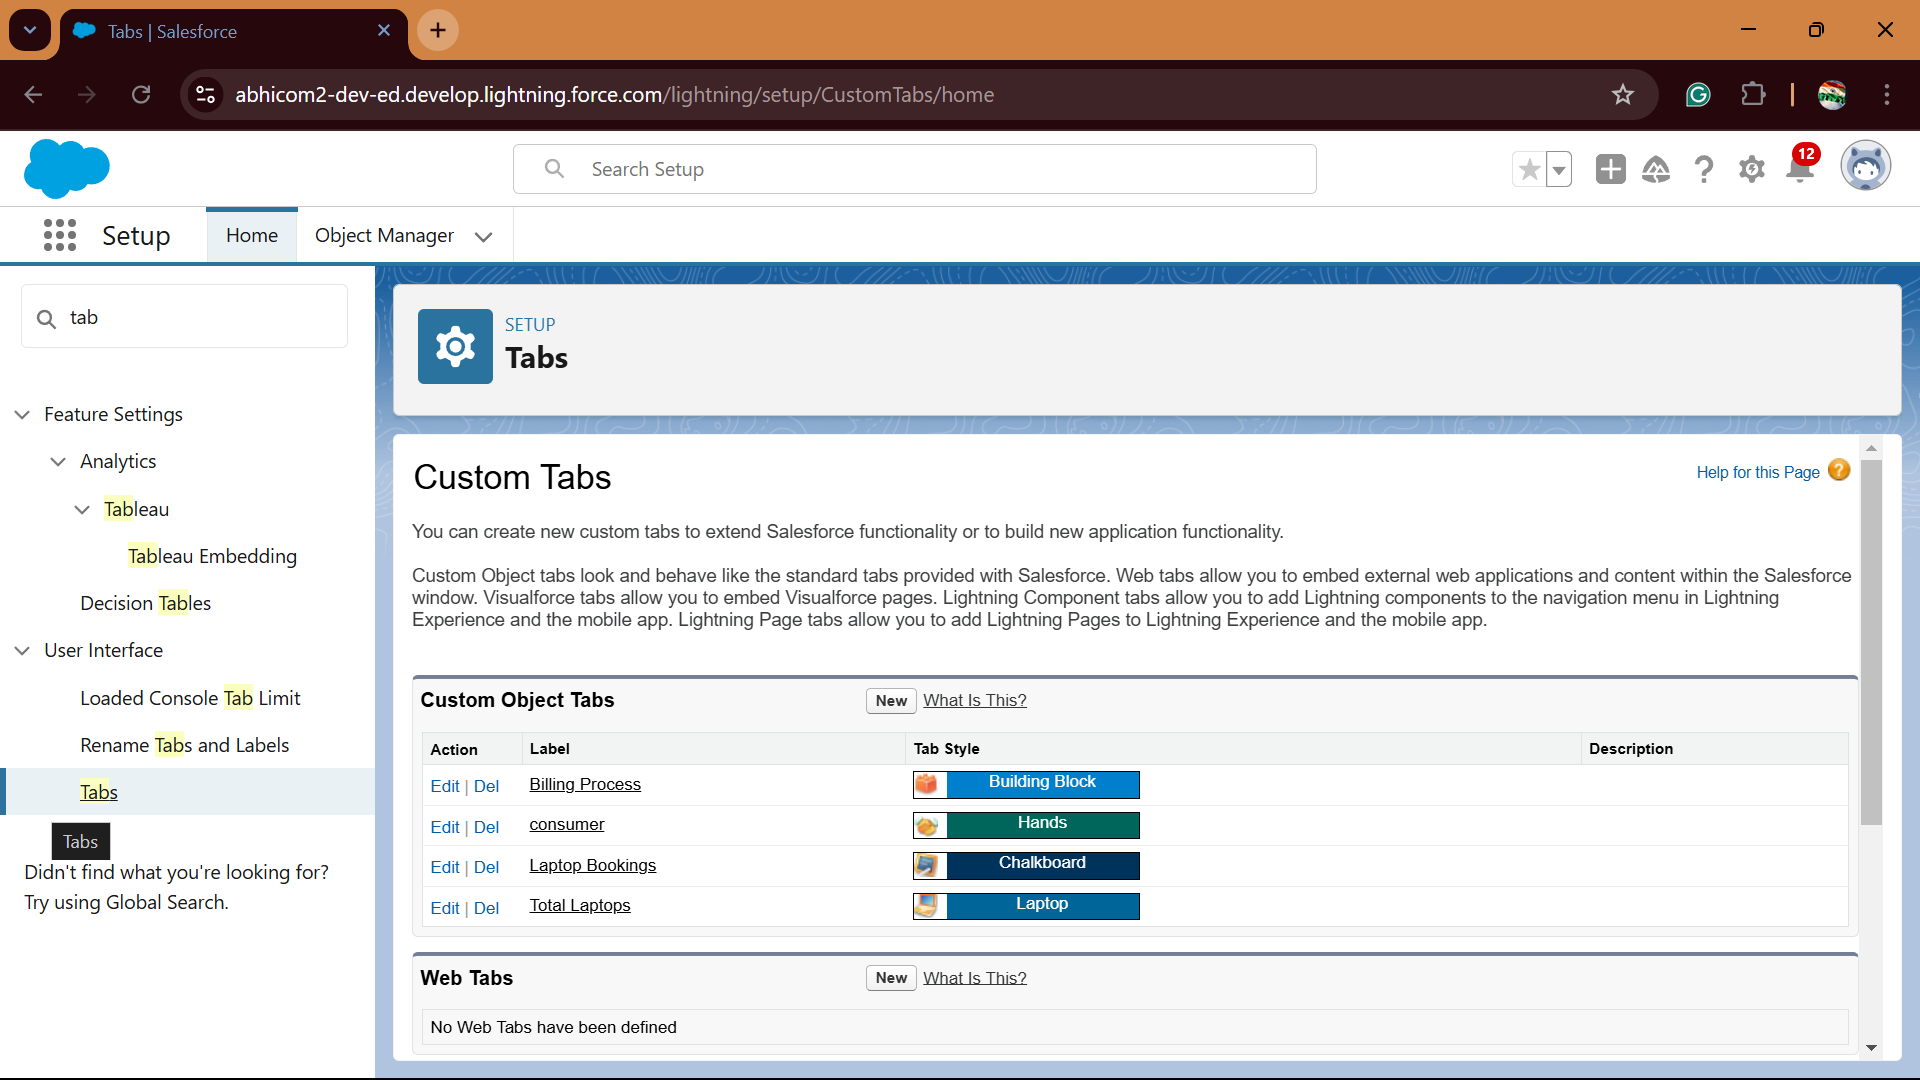 Tabs | Salesforce
abhicom2-dev-ed.develop.lightning.force.com/lightning/setup/CustomTabs/home
Search Setup
12
Setup
Home
Object Manager
tab
Feature Settings
Analytics
Tableau
Tableau Embedding
Decision Tables
User Interface
Loaded Console Tab Limit
Rename Tabs and Labels
Tabs
Tabs
Didn't find what you're looking for?
Try using Global Search.
SETUP
Tabs
Custom Tabs
Help for this Page ?
You can create new custom tabs to extend Salesforce functionality or to build new application functionality.
Custom Object tabs look and behave like the standard tabs provided with Salesforce. Web tabs allow you to embed external web applications and content within the Salesforce
window. Visualforce tabs allow you to embed Visualforce pages. Lightning Component tabs allow you to add Lightning components to the navigation menu in Lightning
Experience and the mobile app. Lightning Page tabs allow you to add Lightning Pages to Lightning Experience and the mobile app.
Custom Object Tabs New What Is This?
Action Label Tab Style Description
Edit | Del Billing Process Building Block
Edit | Del consumer Hands
Edit | Del Laptop Bookings Chalkboard
Edit | Del Total Laptops Laptop
Web Tabs New What Is This?
No Web Tabs have been defined